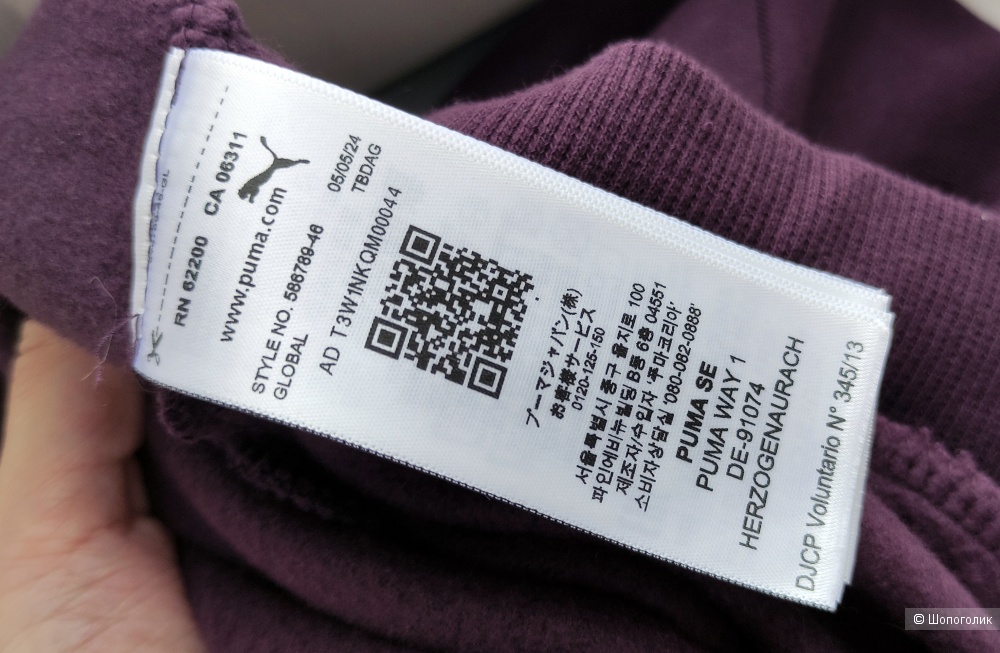 RN 62200 CA 06311
www.puma.com
STYLE NO. 586789-46
GLOBAL
05/05/24
TBDAG
AD T3W1NKQM00044
プーマジャパン(株)
お客様サービス
0120-125-150
서울특별시 중구 을지로 100
파인에비뉴빌딩 B동 6층 04551
제조자/수입자 '푸마코리아'
소비자상담실 '080-082-0888'
PUMA SE
PUMA WAY 1
DE-91074
HERZOGENAURACH
DJCP Voluntario N° 345/13
© Шопоголик